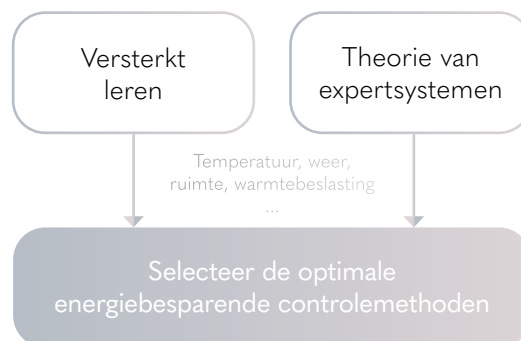 Versterkt
leren
Theorie van
expertsystemen
Temperatuur, weer,
ruimte, warmtebeslasting
...
Selecteer de optimale
energiebesparende controlemethoden